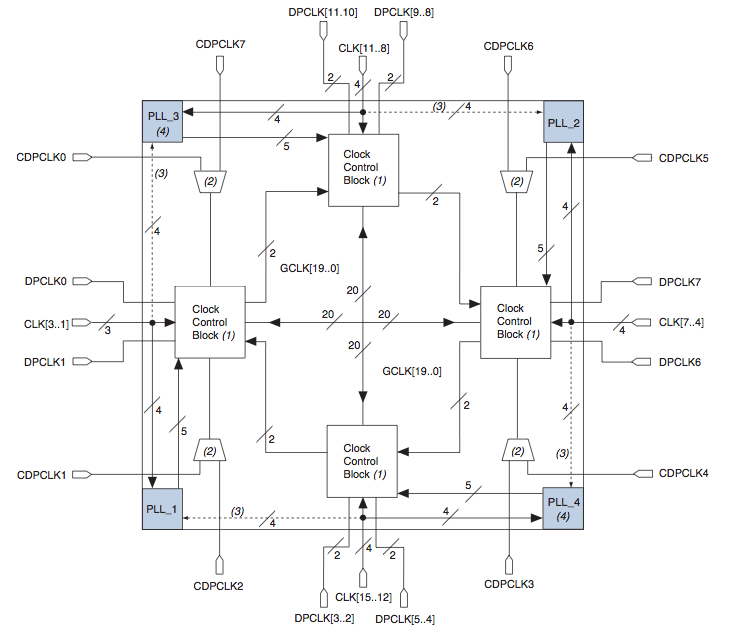 DPCLK[11.10]
DPCLK[9..8]
CDPCLK7
CLK[11..8]
CDPCLK6
2
4
2
PLL_3
(4)
4
(3)
4
PLL_2
5
CDPCLK0
(3)
(2)
Clock
Control
Block (1)
(2)
CDPCLK5
2
4
4
2
5
GCLK[19..0]
DPCLK0
20
DPCLK7
CLK[3..1]
3
Clock
Control
Block (1)
20
20
Clock
Control
Block (1)
4
CLK[7..4]
DPCLK1
20
DPCLK6
GCLK[19..0]
4
5
2
2
4
(2)
Clock
Control
Block (1)
(2)
(3)
CDPCLK1
CDPCLK4
5
PLL_1
(3)
4
4
PLL_4
(4)
2
4
2
CDPCLK2
CDPCLK3
CLK[15..12]
DPCLK[3..2]
DPCLK[5..4]